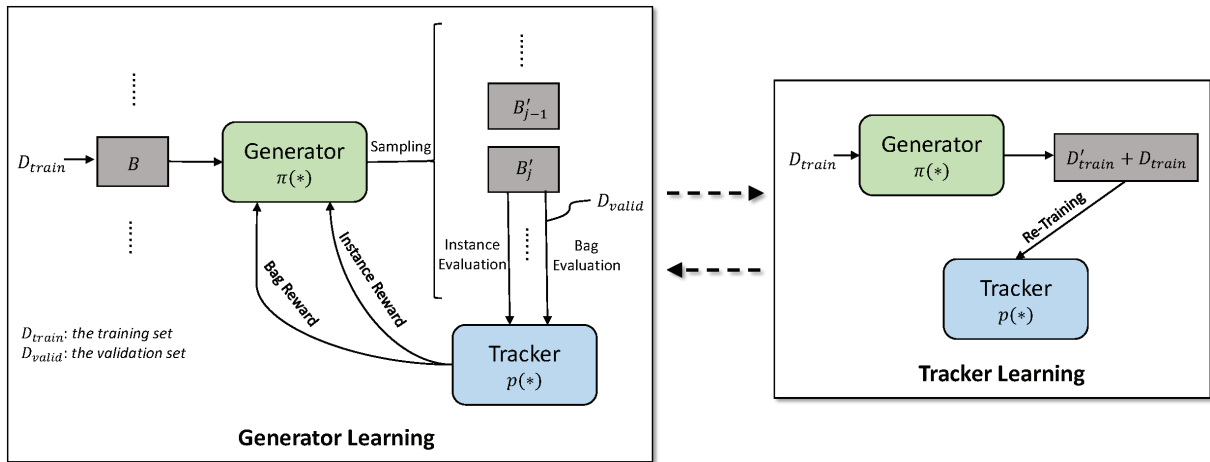 D_train
B
Generator
π(*)
Sampling
B'_{j-1}
B'_j
D_valid
Instance
Evaluation
Bag
Evaluation
Bag Reward
Instance Reward
Tracker
p(*)
D_train: the training set
D_valid: the validation set
Generator Learning
D_train
Generator
π(*)
D'_train + D_train
Re-Training
Tracker
p(*)
Tracker Learning